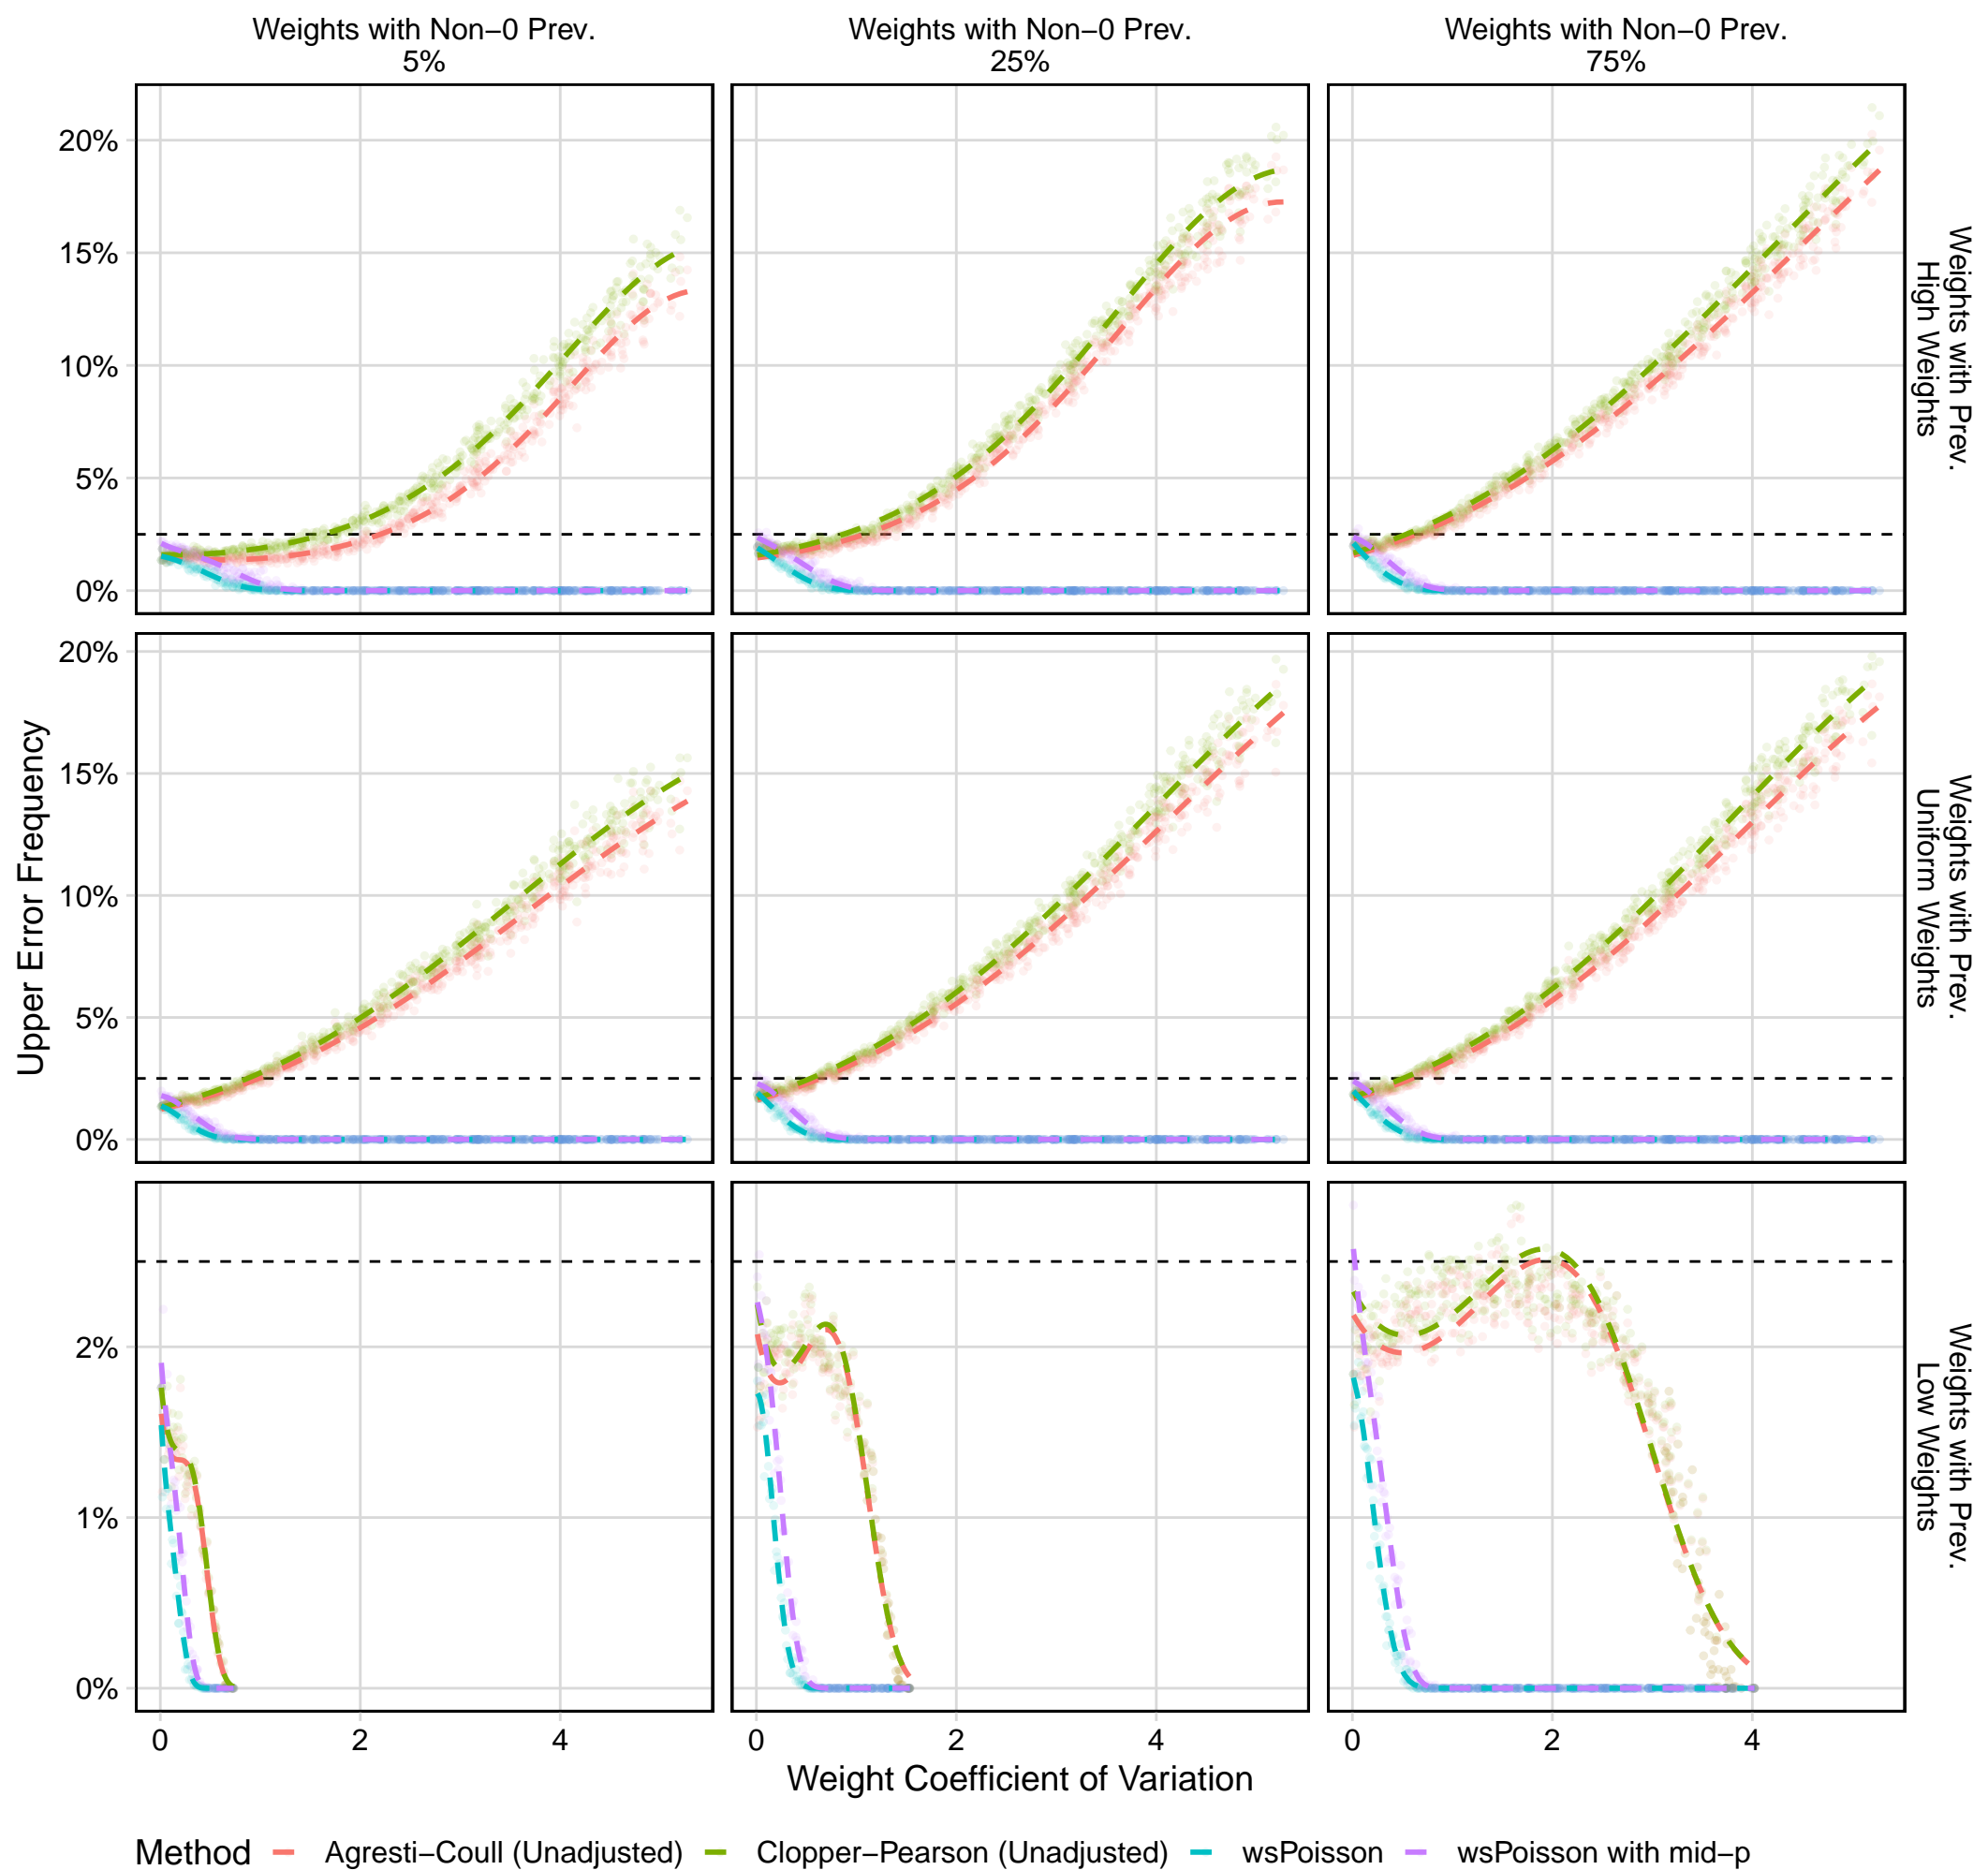 Weights with Non−0 Prev.
5%
Weights with Non−0 Prev.
25%
Weights with Non−0 Prev.
75%
20%
15%
10%
5%
0%
Weights with Prev.
High Weights
20%
15%
10%
5%
0%
Weights with Prev.
Uniform Weights
Upper Error Frequency
2%
1%
0%
Weights with Prev.
Low Weights
0 2 4
0 2 4
0 2 4
Weight Coefficient of Variation
Method Agresti−Coull (Unadjusted) Clopper−Pearson (Unadjusted) wsPoisson wsPoisson with mid−p